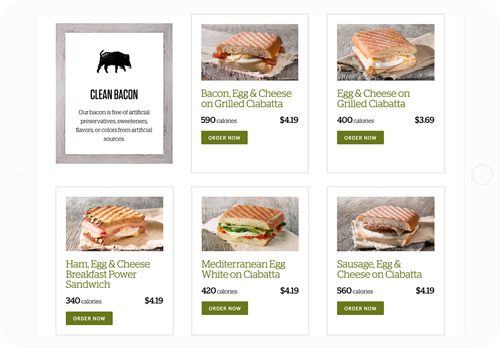 CLEAN BACON
Our bacon is free of artificial
preservatives, sweeteners,
flavors, or colors from artificial
sources.
Bacon, Egg & Cheese
on Grilled Ciabatta
590 calories $4.19
ORDER NOW
Egg & Cheese on
Grilled Ciabatta
400 calories $3.69
ORDER NOW
Ham, Egg & Cheese
Breakfast Power
Sandwich
340 calories $4.19
ORDER NOW
Mediterranean Egg
White on Ciabatta
420 calories $4.19
ORDER NOW
Sausage, Egg &
Cheese on Ciabatta
560 calories $4.19
ORDER NOW